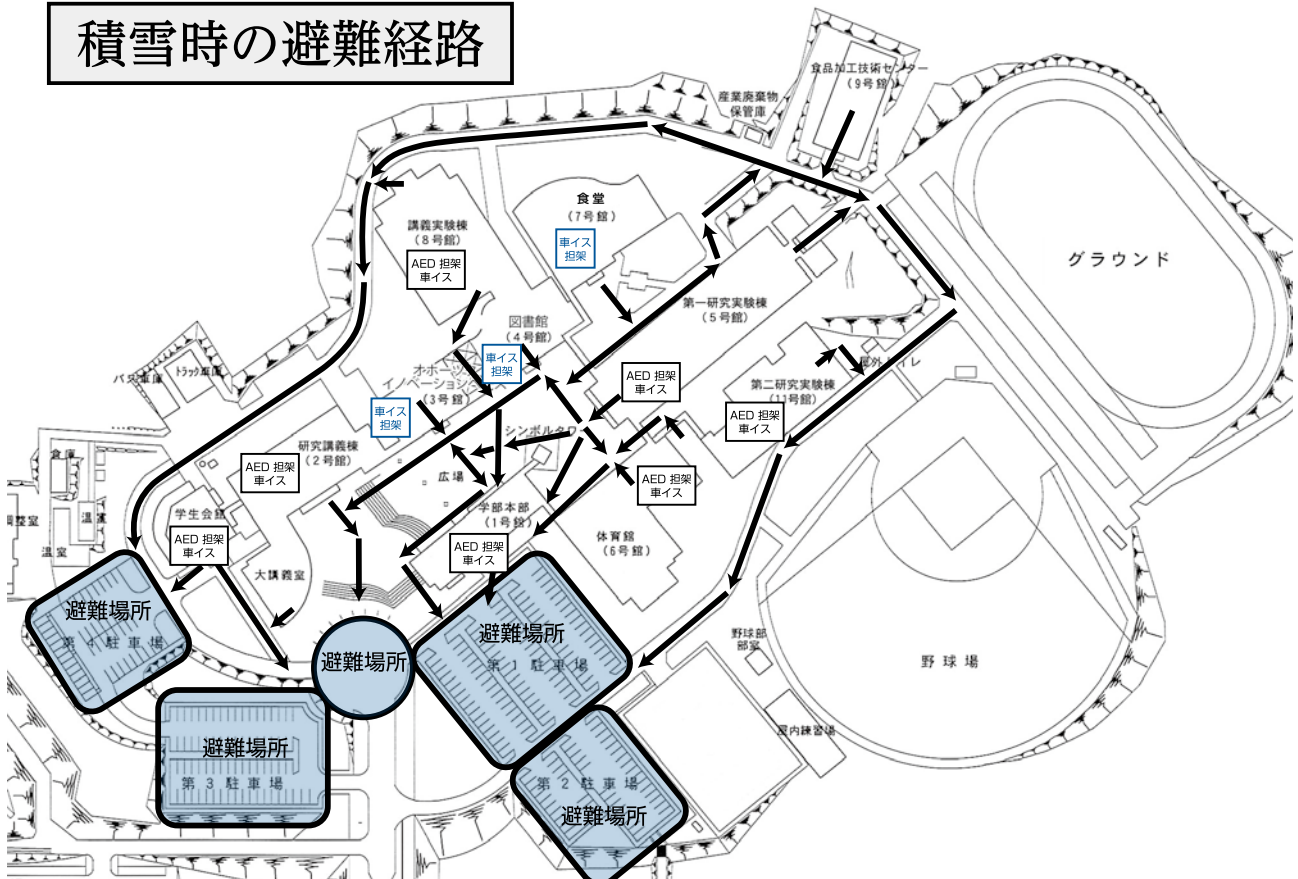 積雪時の避難経路
食品加工技術センター
(9号館)
産業廃棄物
保管庫
食堂
(7号館)
車イス
担架
講義実験棟
(8号館)
AED 担架
車イス
グラウンド
第一研究実験棟
(5号館)
図書館
(4号館)
車イス
担架
イノベーション
(3号館)
車イス
担架
AED 担架
車イス
第二研究実験棟
(11号館)
AED 担架
車イス
屋外トイレ
バス車庫
トラック車庫
シンボルタワー
研究講義棟
(2号館)
AED 担架
車イス
広場
AED 担架
車イス
学部本部
(1号館)
AED 担架
車イス
体育館
(6号館)
学生会館
AED 担架
車イス
大講義室
倉庫
調整室
温室
温室
避難場所
第4駐車場
避難場所
第3駐車場
避難場所
避難場所
第1駐車場
第2駐車場
避難場所
野球部
部室
野球場
屋内練習場